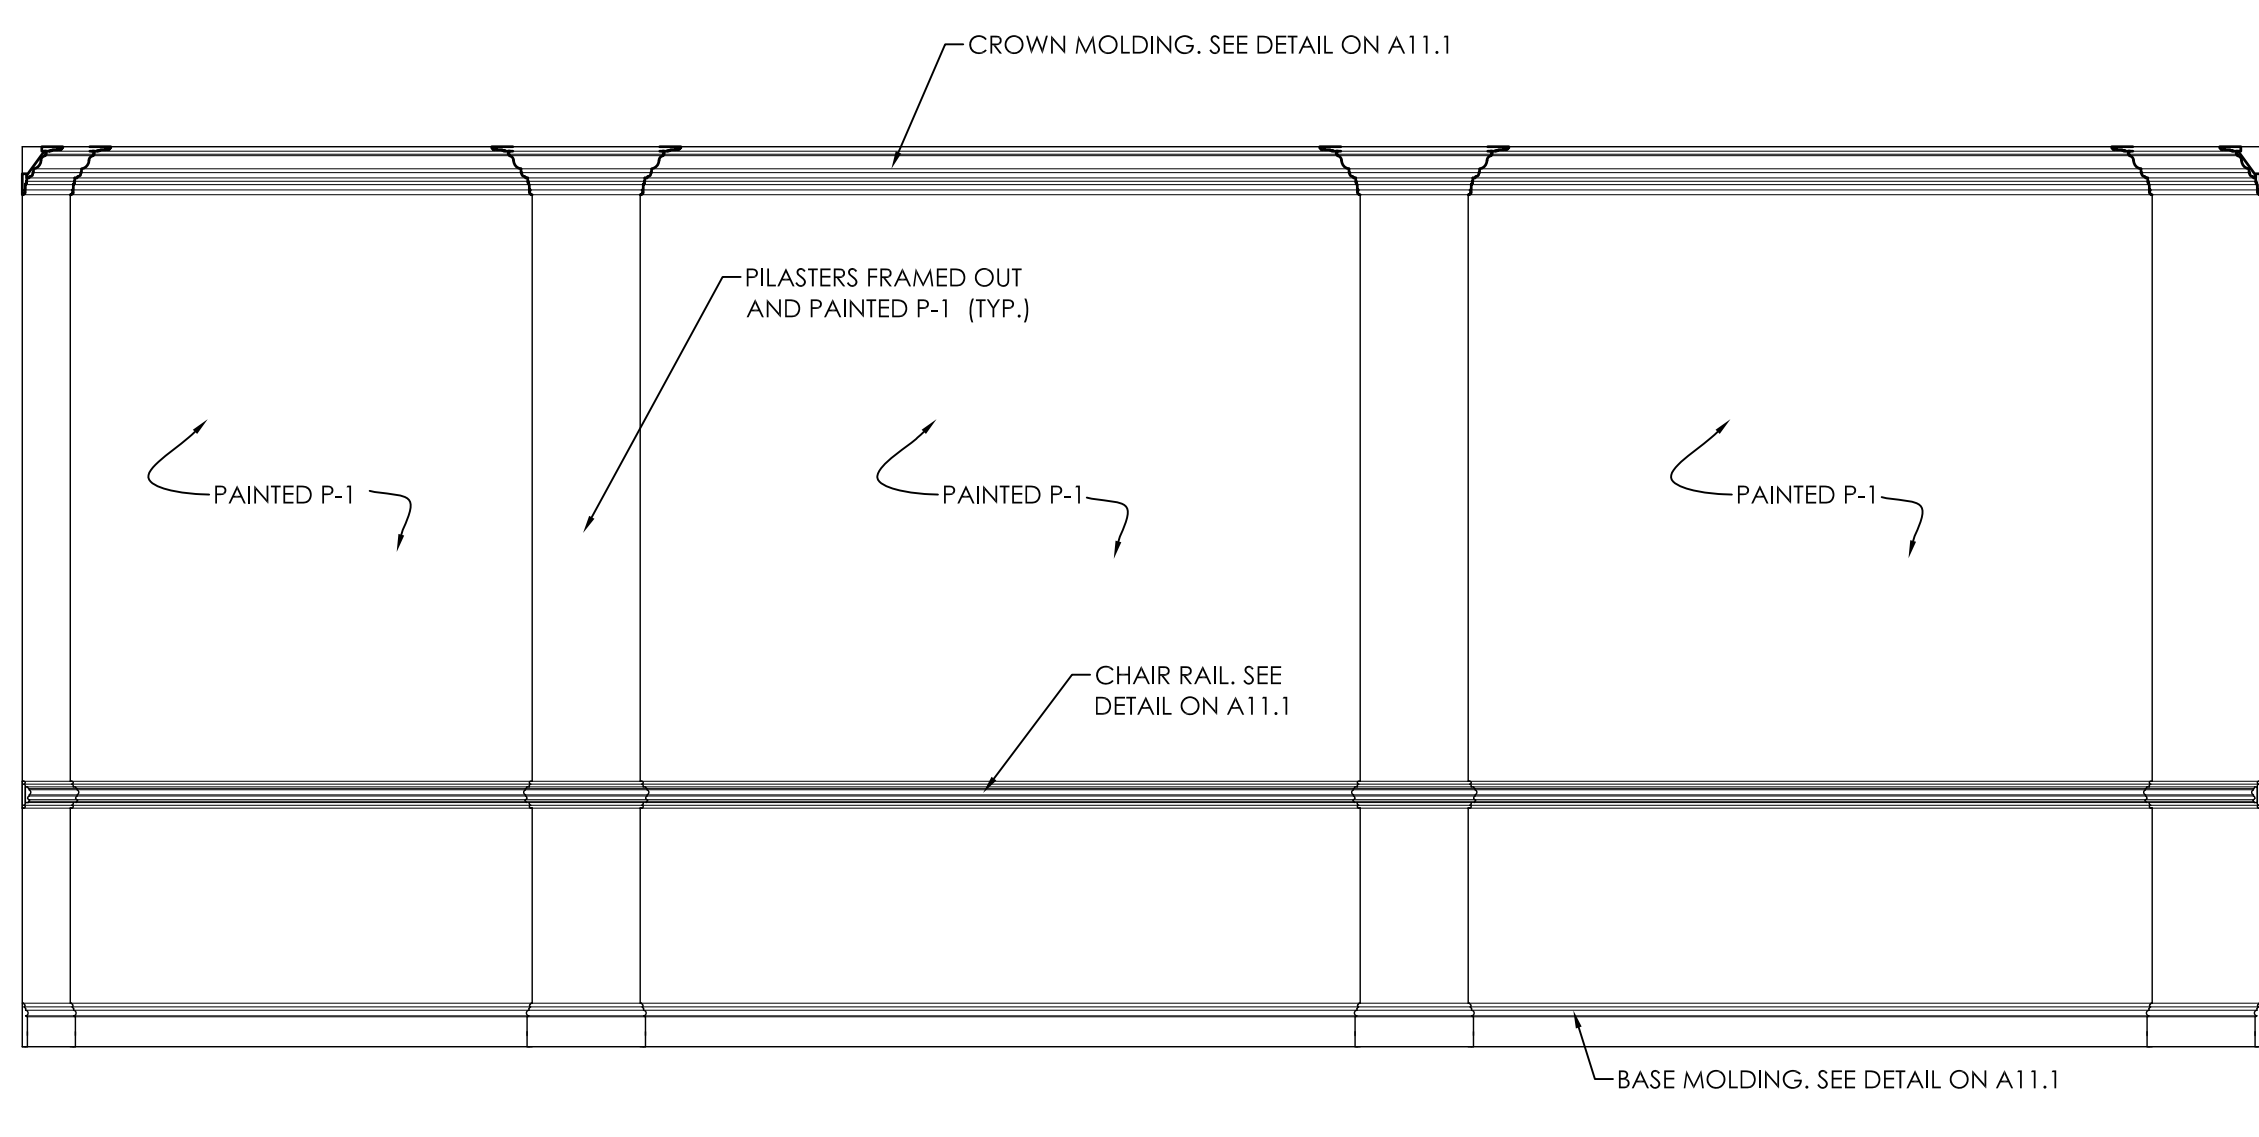 CROWN MOLDING. SEE DETAIL ON A11.1
PILASTERS FRAMED OUT
AND PAINTED P-1 (TYP.)
PAINTED P-1
PAINTED P-1
PAINTED P-1
CHAIR RAIL. SEE
DETAIL ON A11.1
BASE MOLDING. SEE DETAIL ON A11.1